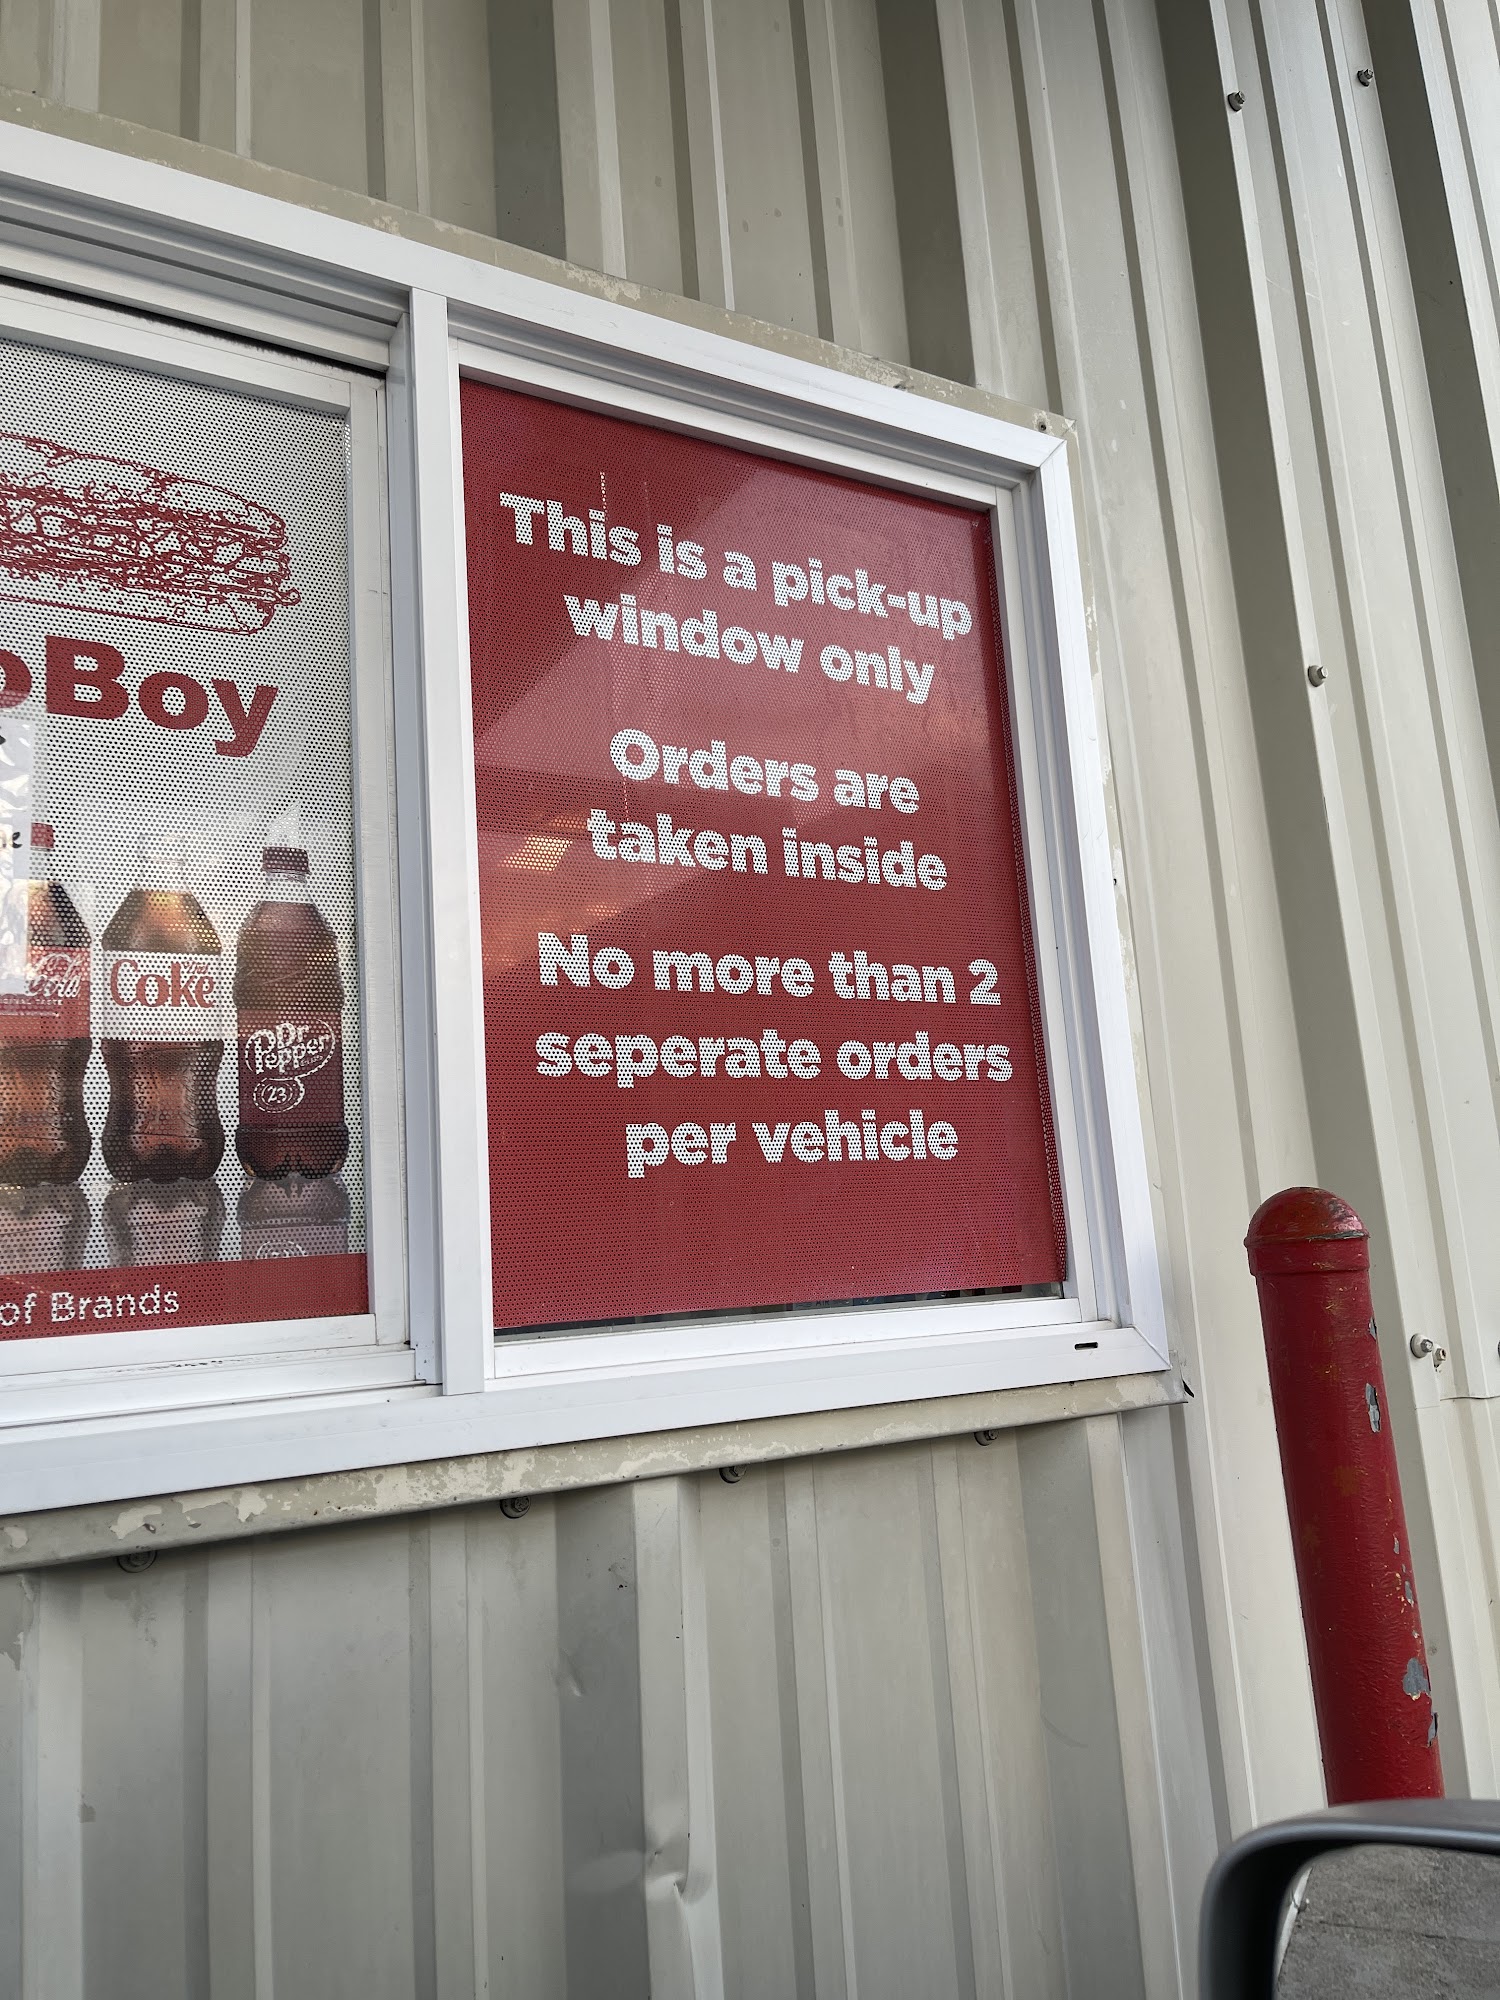 This is a pick-up
window only
Orders are
taken inside
No more than 2
seperate orders
per vehicle
Boy
Coke
Dr
Pepper
23
of Brands